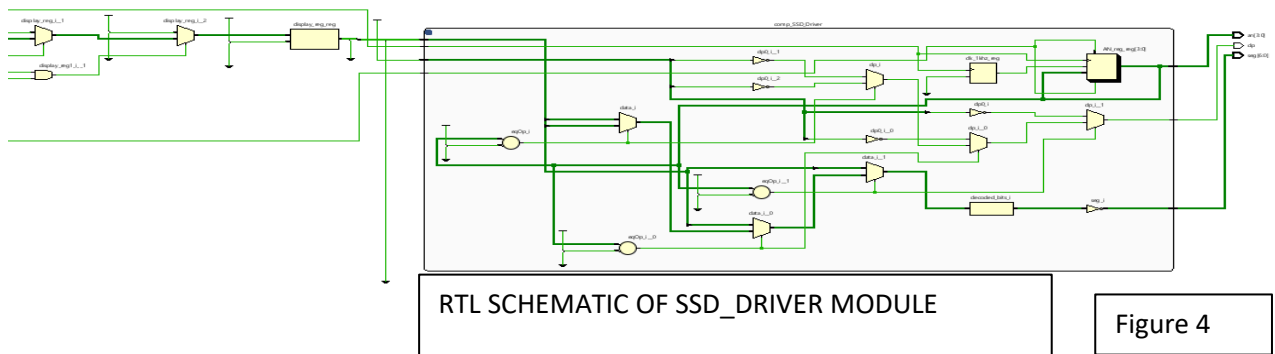 display_reg_i__1
display_reg_i__2
display_reg_reg
display_reg1_i__1
comp_SSD_Driver
dp0_i__1
dp0_i__2
dp_i
clk_1khz_reg
AN_reg_reg[3:0]
an[3:0]
dp
seg[6:0]
data_i
eqOp_i
dp0_i
dp0_i__0
dp_i__0
dp_i__1
data_i__1
eqOp_i__1
data_i__0
eqOp_i__0
decoded_bits_i
seg_i
RTL SCHEMATIC OF SSD_DRIVER MODULE
Figure 4